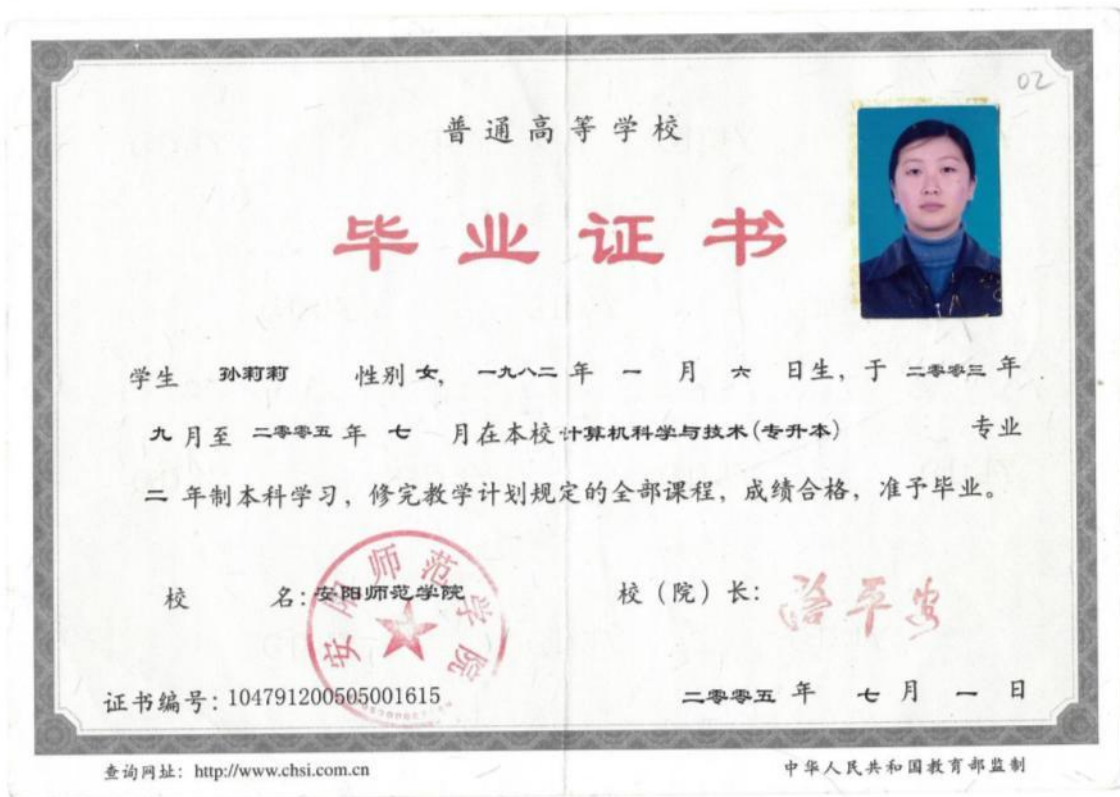 02
普通高等学校
毕业证书
学生 孙莉莉 性别 女, 一九八二 年 一 月 六 日生, 于 二零零三 年
九 月至 二零零五 年 七 月在本校 计算机科学与技术(专升本) 专业
二 年制本科学习, 修完教学计划规定的全部课程, 成绩合格, 准予毕业。
校 名: 安阳师范学院
校(院)长:
安阳师范学院
证书编号: 104791200505001615
二零零五 年 七 月 一 日
查询网址: http://www.chsi.com.cn
中华人民共和国教育部监制